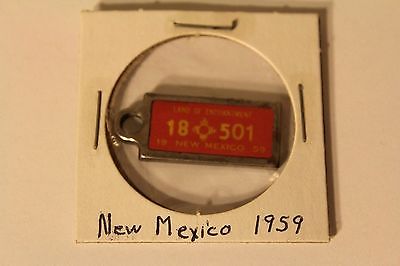 LAND OF ENCHANTMENT
18 501
19 NEW MEXICO 59
New Mexico 1959